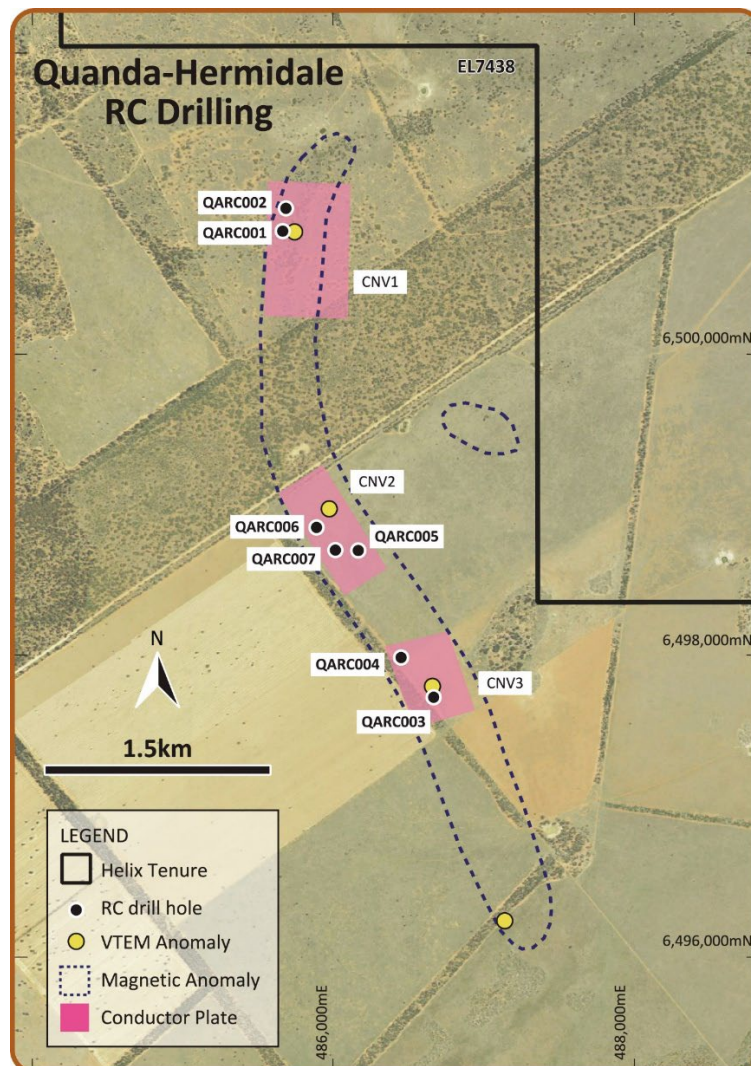 Quanda-Hermidale
RC Drilling
EL7438
QARC002
QARC001
CNV1
6,500,000mN
CNV2
QARC006
QARC005
QARC007
N
6,498,000mN
QARC004
CNV3
QARC003
1.5km
LEGEND
Helix Tenure
RC drill hole
VTEM Anomaly
Magnetic Anomaly
Conductor Plate
6,496,000mN
486,000mE
488,000mE